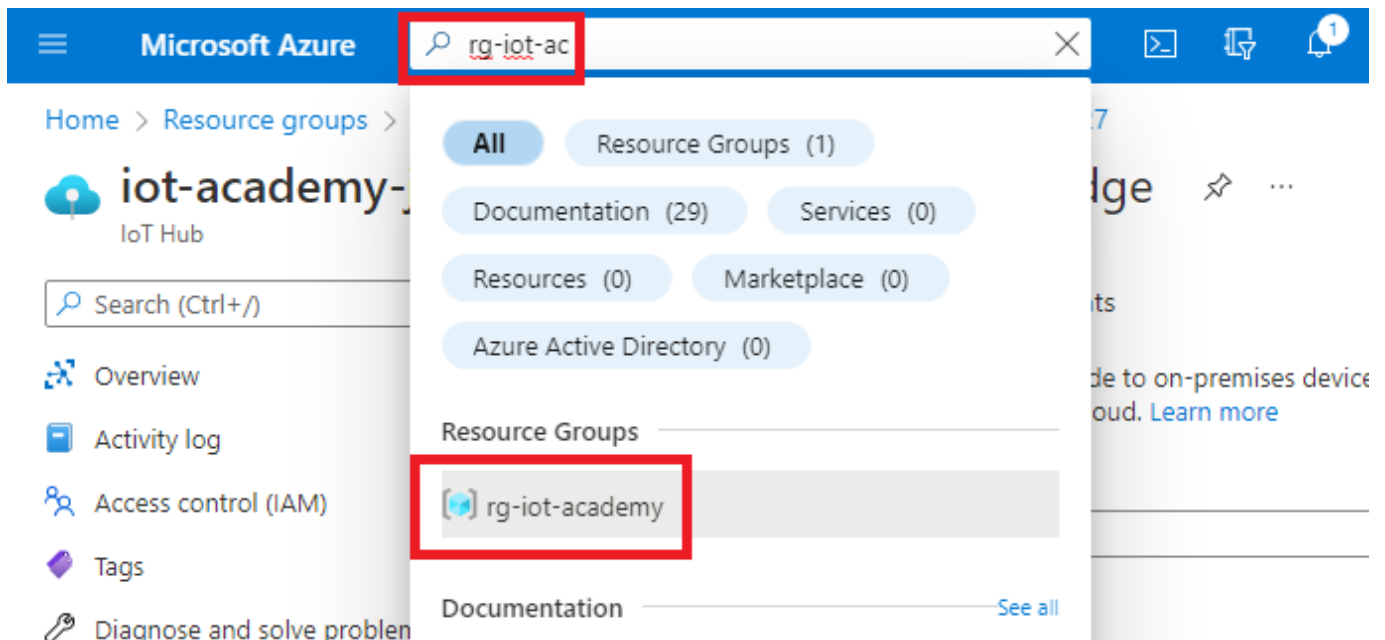 Microsoft Azure
rg-iot-ac
1
Home > Resource groups >
27
All
Resource Groups (1)
iot-academy-
dge
...
Documentation (29)
Services (0)
IoT Hub
Resources (0)
Marketplace (0)
Search (Ctrl+/)
Azure Active Directory (0)
Overview
de to on-premises device
oud. Learn more
Activity log
Resource Groups
Access control (IAM)
rg-iot-academy
Tags
Documentation
See all
Diagnose and solve problem